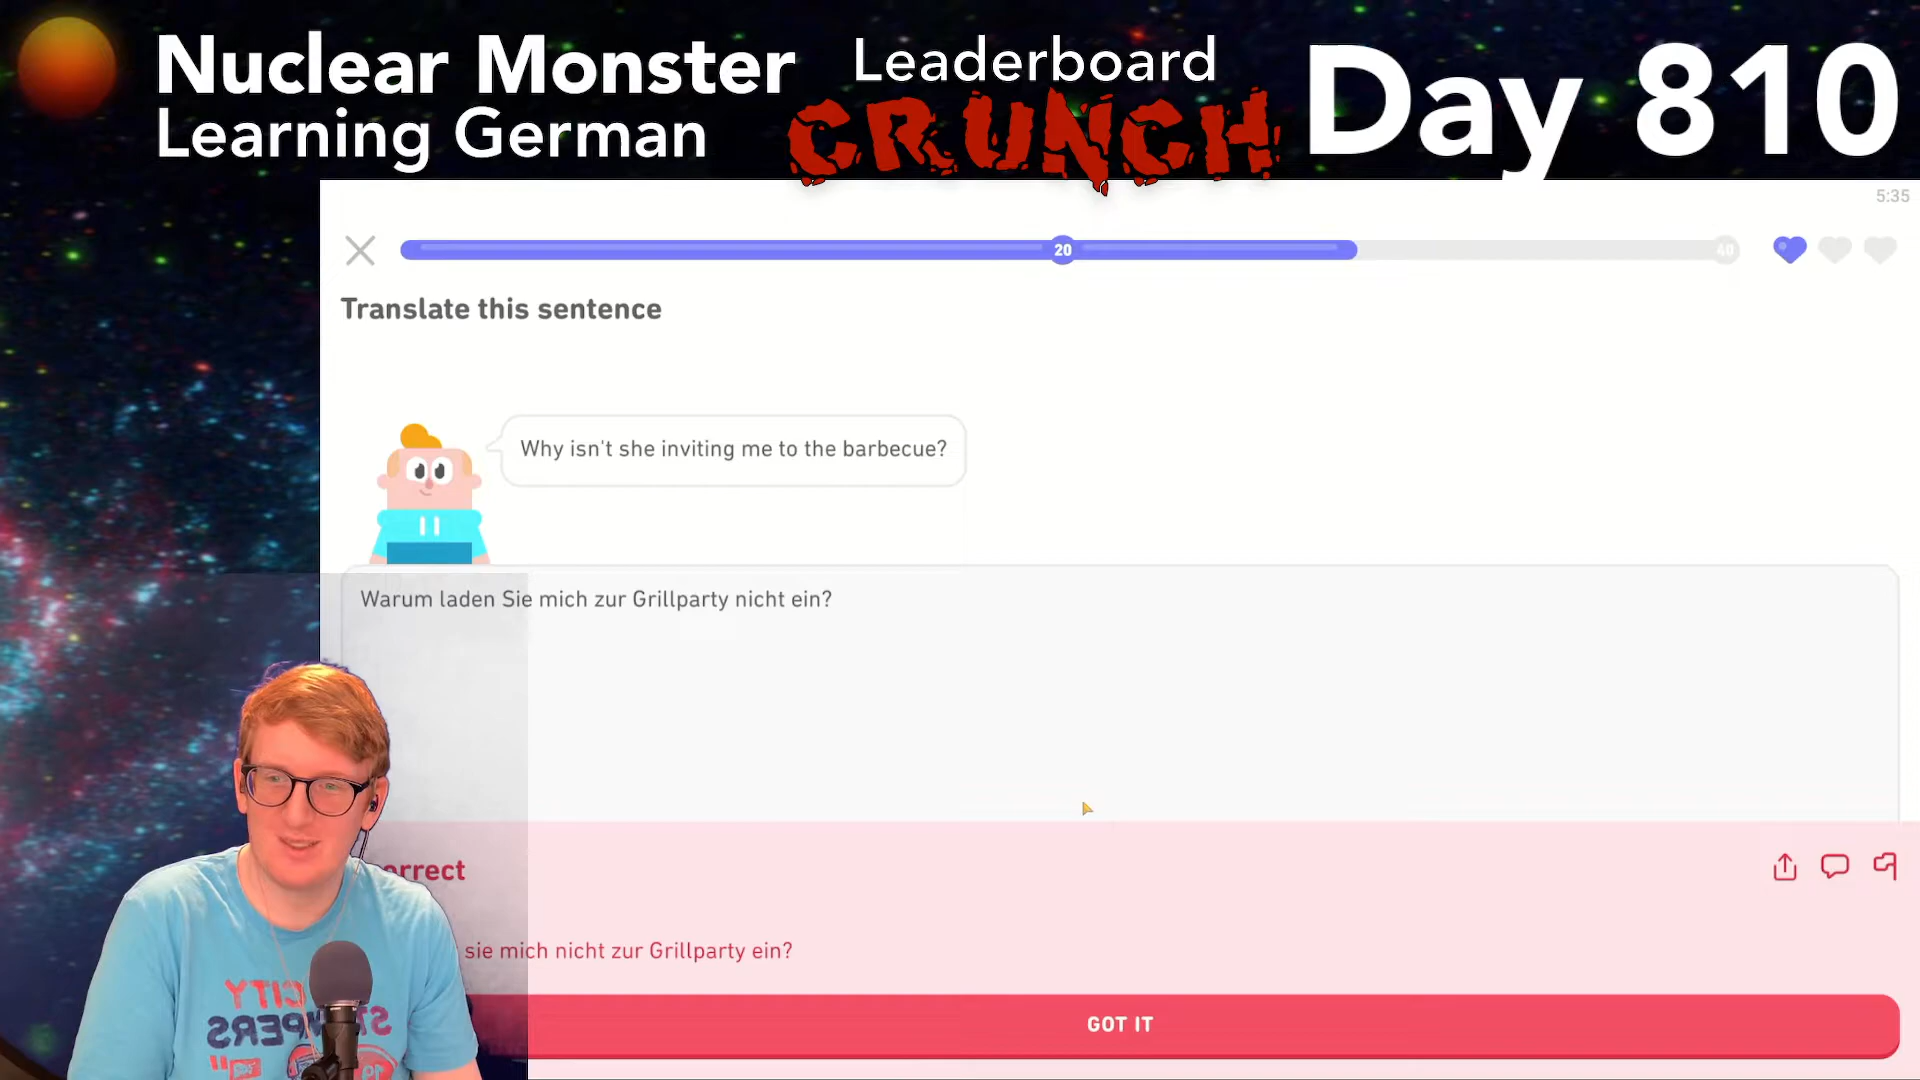 Nuclear Monster
Learning German
Leaderboard
CRUNCH
Day 810
5:35
20
40
Translate this sentence
Why isn't she inviting me to the barbecue?
Warum laden Sie mich zur Grillparty nicht ein?
orrect
sie mich nicht zur Grillparty ein?
GOT IT
CITY